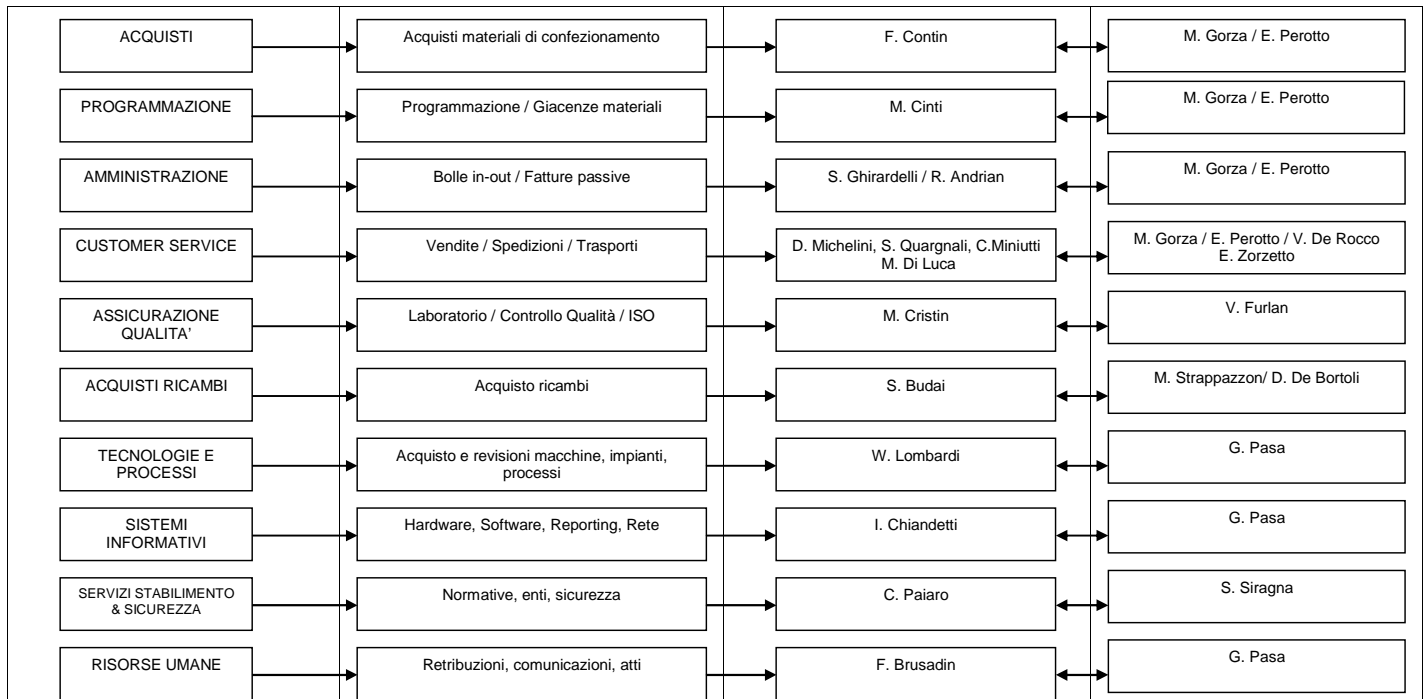 ACQUISTI
Acquisti materiali di confezionamento
F. Contin
M. Gorza / E. Perotto
PROGRAMMAZIONE
Programmazione / Giacenze materiali
M. Cinti
M. Gorza / E. Perotto
AMMINISTRAZIONE
Bolle in-out / Fatture passive
S. Ghirardelli / R. Andrian
M. Gorza / E. Perotto
CUSTOMER SERVICE
Vendite / Spedizioni / Trasporti
D. Michelini, S. Quargnali, C.Miniutti
M. Di Luca
M. Gorza / E. Perotto / V. De Rocco
E. Zorzetto
ASSICURAZIONE
QUALITA’
Laboratorio / Controllo Qualità / ISO
M. Cristin
V. Furlan
ACQUISTI RICAMBI
Acquisto ricambi
S. Budai
M. Strappazzon/ D. De Bortoli
TECNOLOGIE E
PROCESSI
Acquisto e revisioni macchine, impianti,
processi
W. Lombardi
G. Pasa
SISTEMI
INFORMATIVI
Hardware, Software, Reporting, Rete
I. Chiandetti
G. Pasa
SERVIZI STABILIMENTO
& SICUREZZA
Normative, enti, sicurezza
C. Paiaro
S. Siragna
RISORSE UMANE
Retribuzioni, comunicazioni, atti
F. Brusadin
G. Pasa